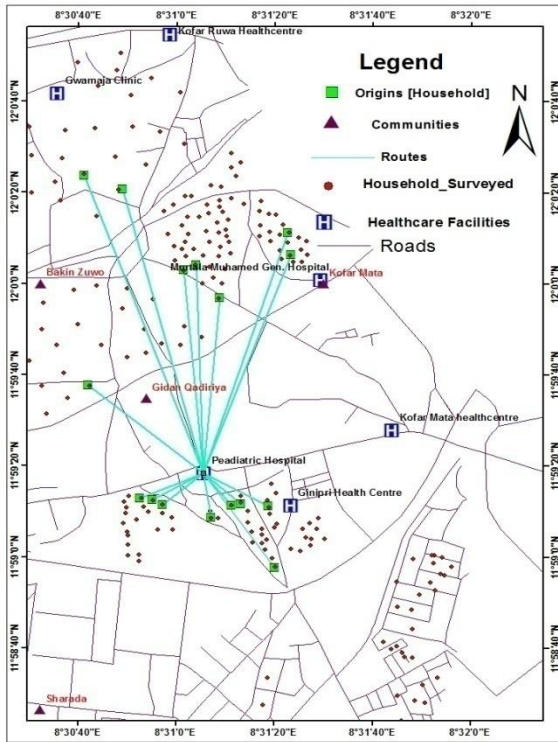 8°30'40"E 8°31'0"E 8°31'20"E 8°31'40"E 8°32'0"E
Kofar Ruwa Healthcentre
Legend
Gwamaja Clinic
Origins [Household]
N
Communities
Routes
Household_Surveyed
Healthcare Facilities
Roads
Murtala Muhamed Gen. Hospital
Bakin Zuwo
Kofar Mata
Gidan Qadiriya
Kofar Mata healthcentre
Peadiatric Hospital
Ginipri Health Centre
Sharada
12°0'40"N
12°0'20"N
12°0'0"N
11°59'40"N
11°59'20"N
11°59'0"N
11°58'40"N
12°0'40"N
12°0'20"N
12°0'0"N
11°59'40"N
11°59'20"N
11°59'0"N
11°58'40"N
8°30'40"E 8°31'0"E 8°31'20"E 8°31'40"E 8°32'0"E
H
H
H
H
H
H
H